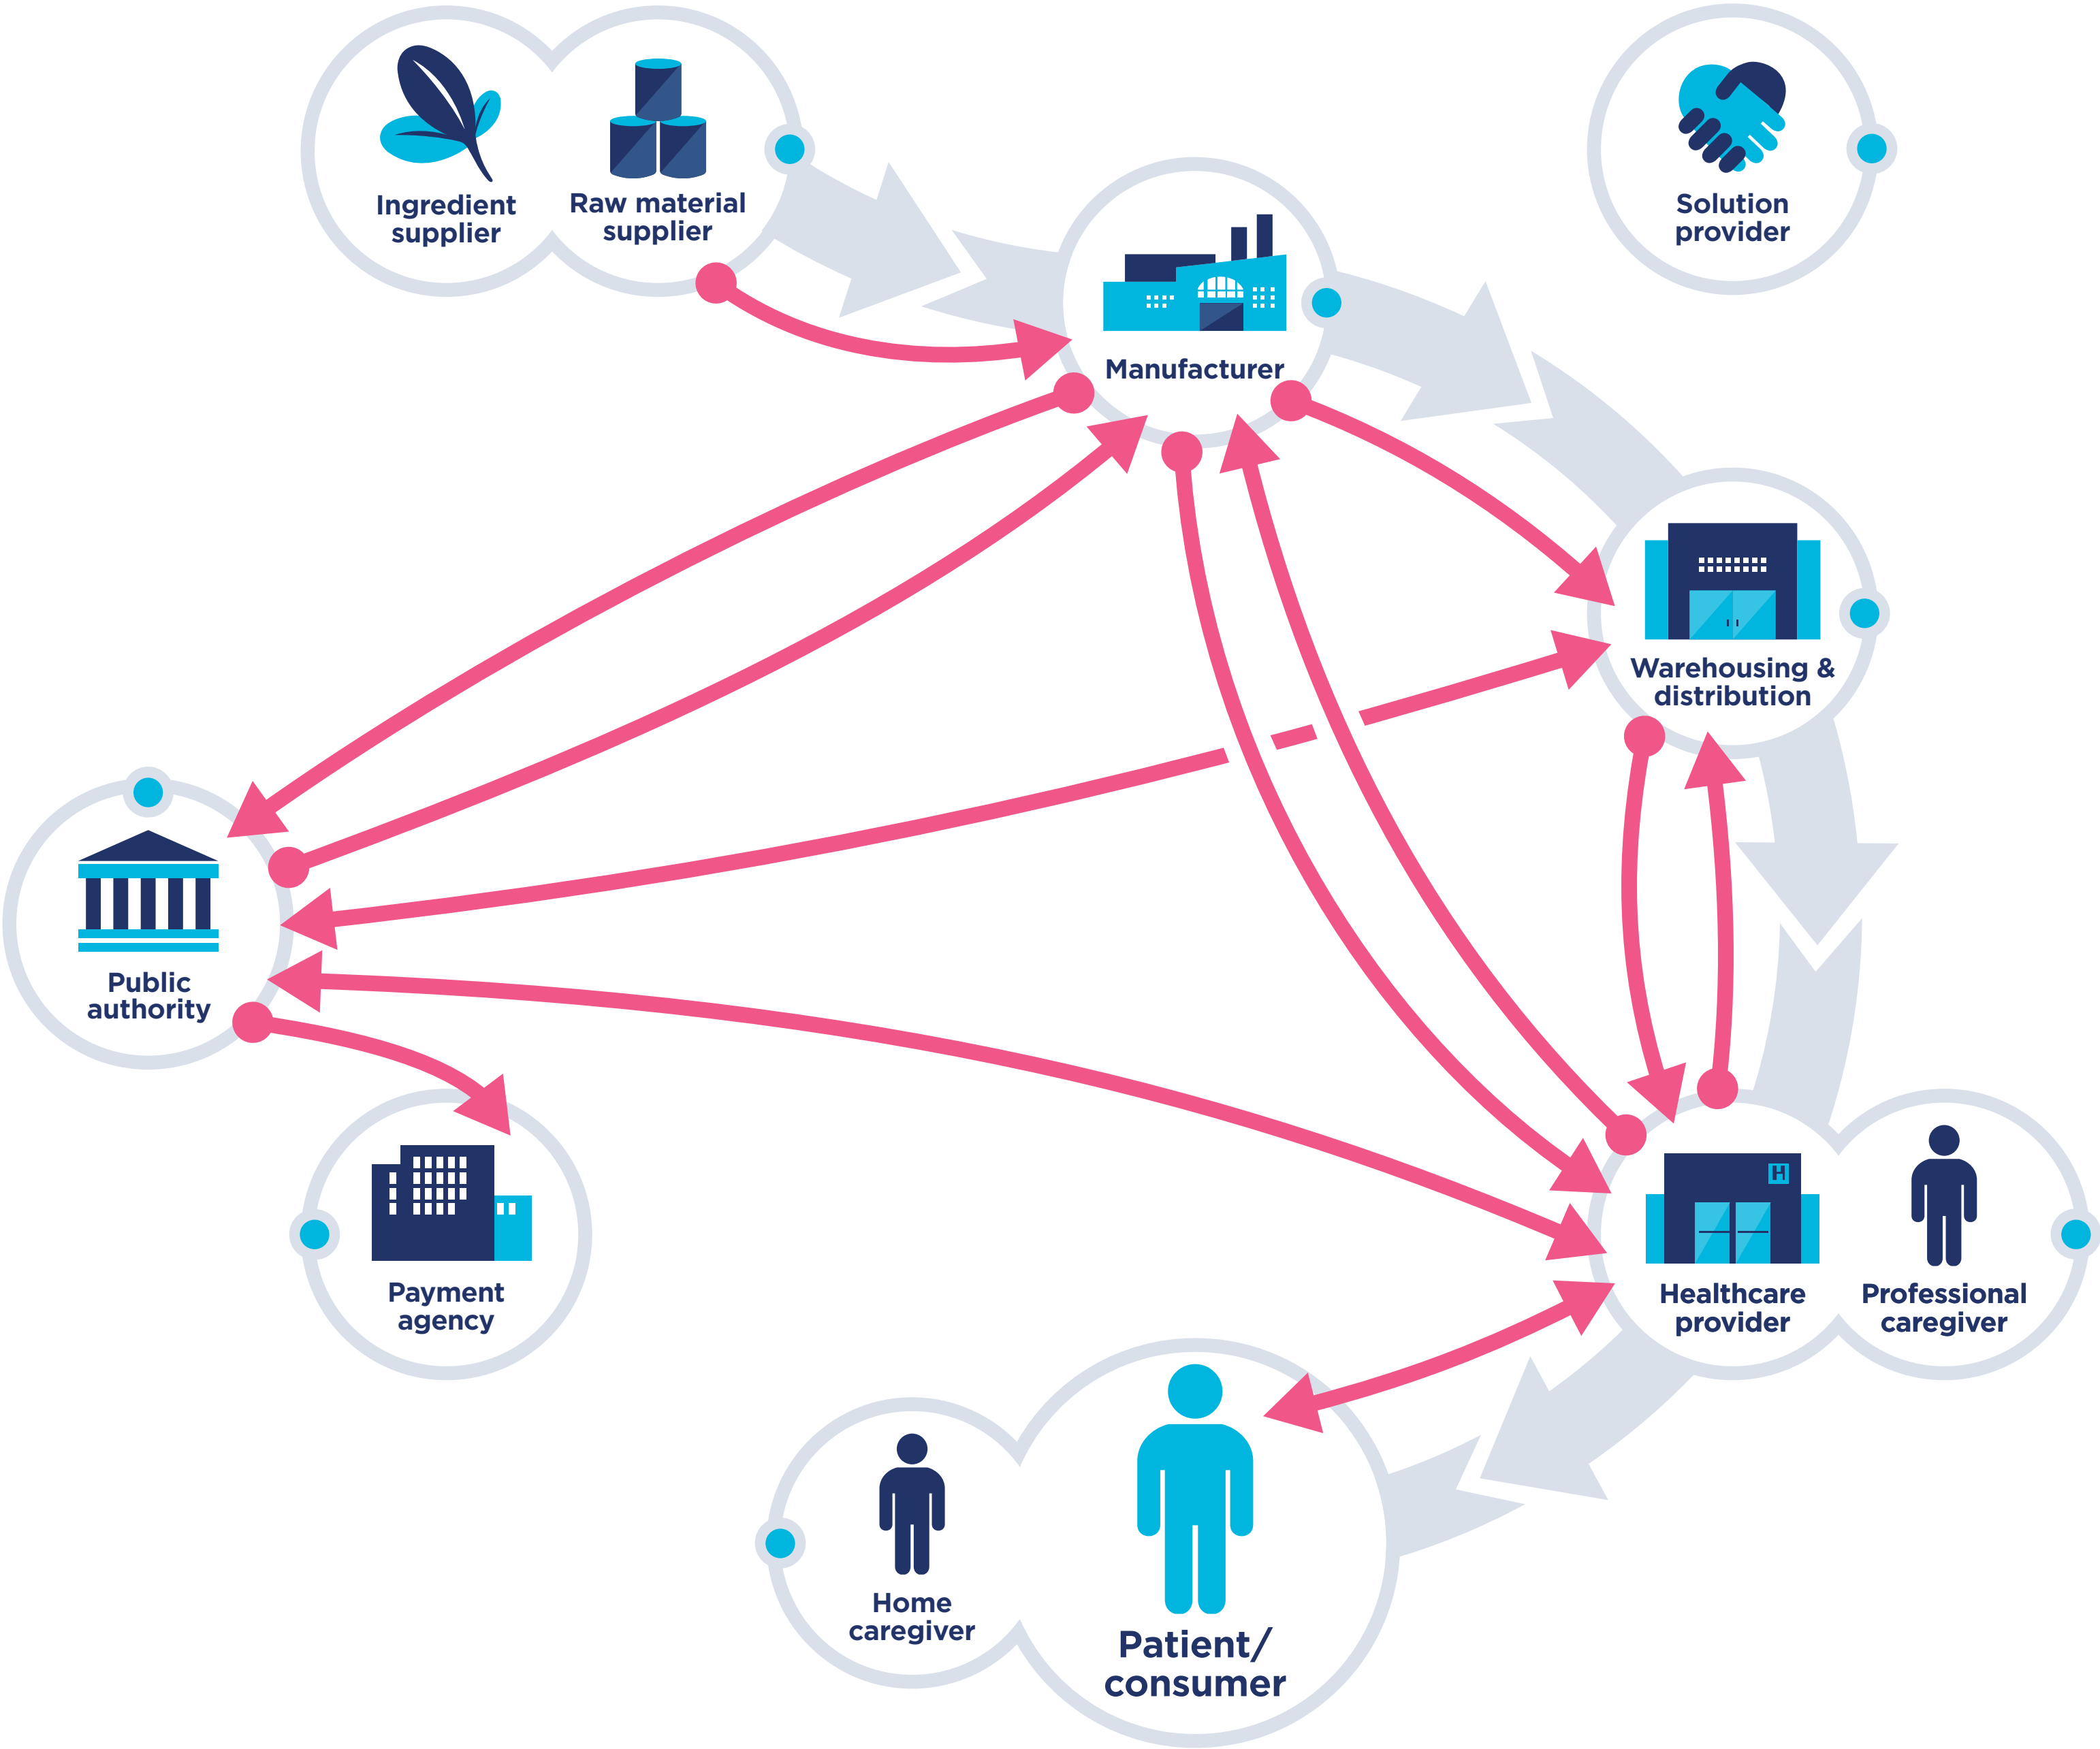 Ingredient
supplier
Raw material
supplier
Solution
provider
Manufacturer
Warehousing &
distribution
Public
authority
Payment
agency
H
Healthcare
provider
Professional
caregiver
Home
caregiver
Patient/
consumer